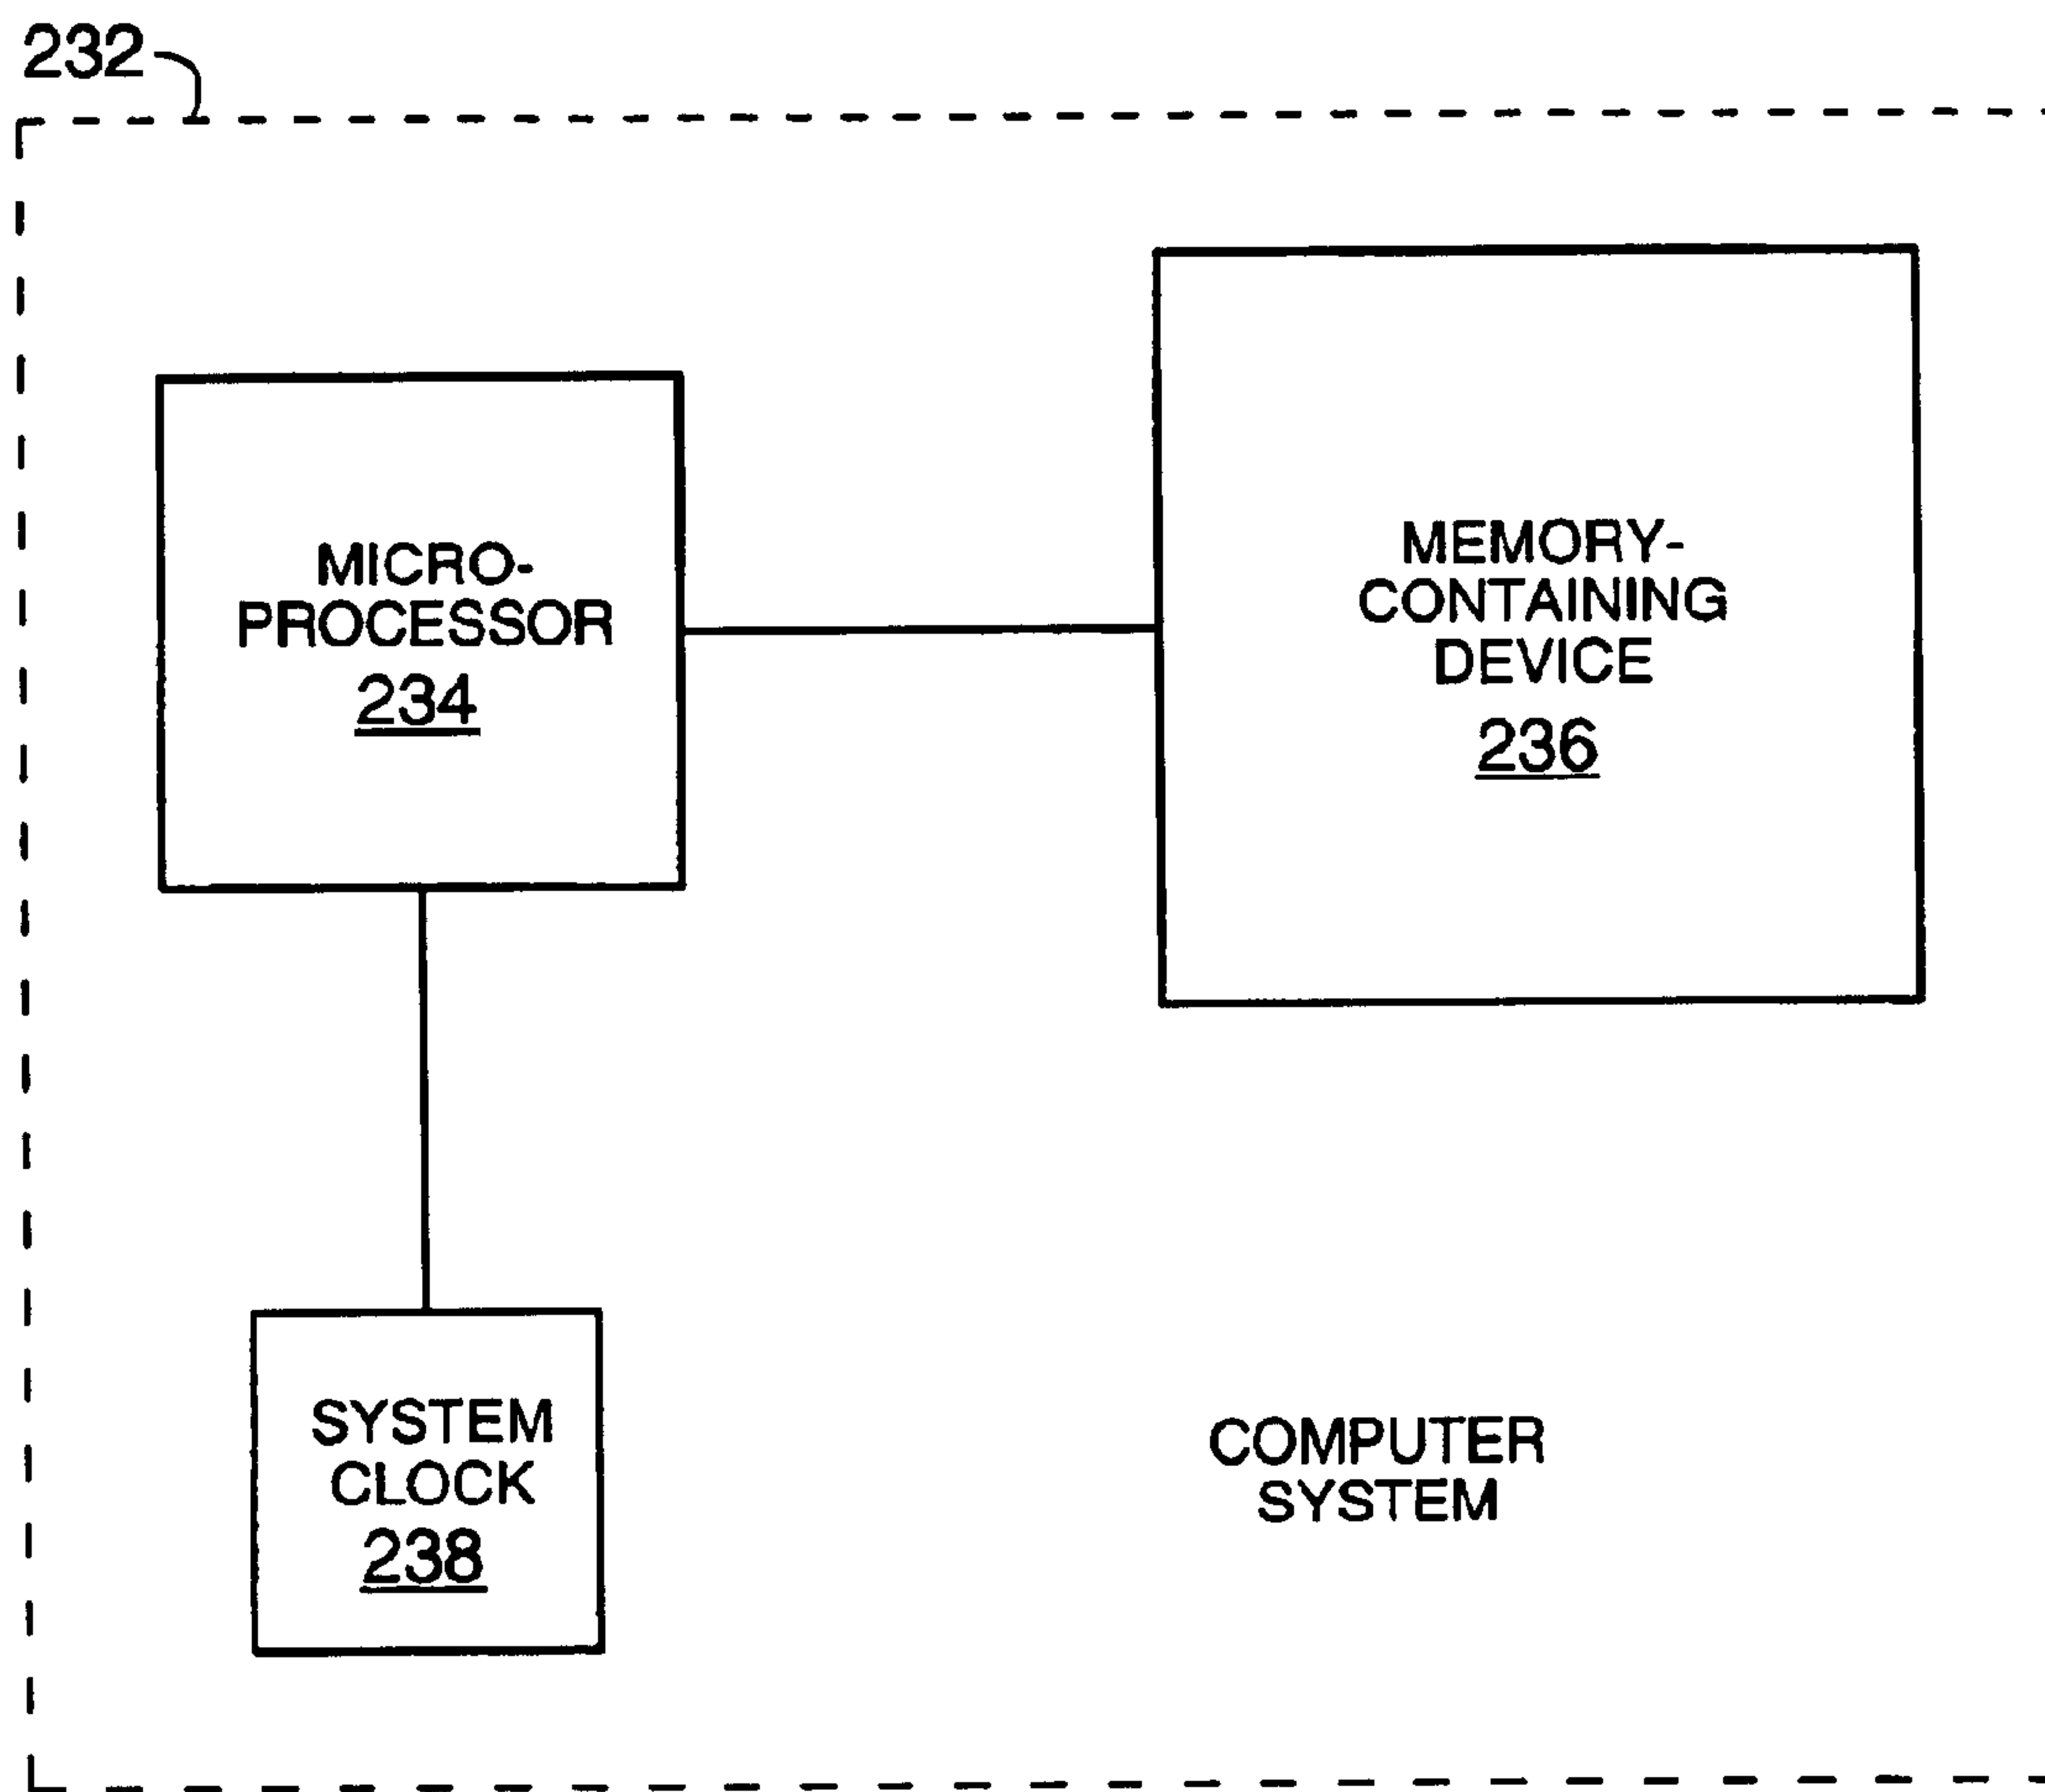 232
MICRO-
PROCESSOR
234
MEMORY-
CONTAINING
DEVICE
236
SYSTEM
CLOCK
238
COMPUTER
SYSTEM